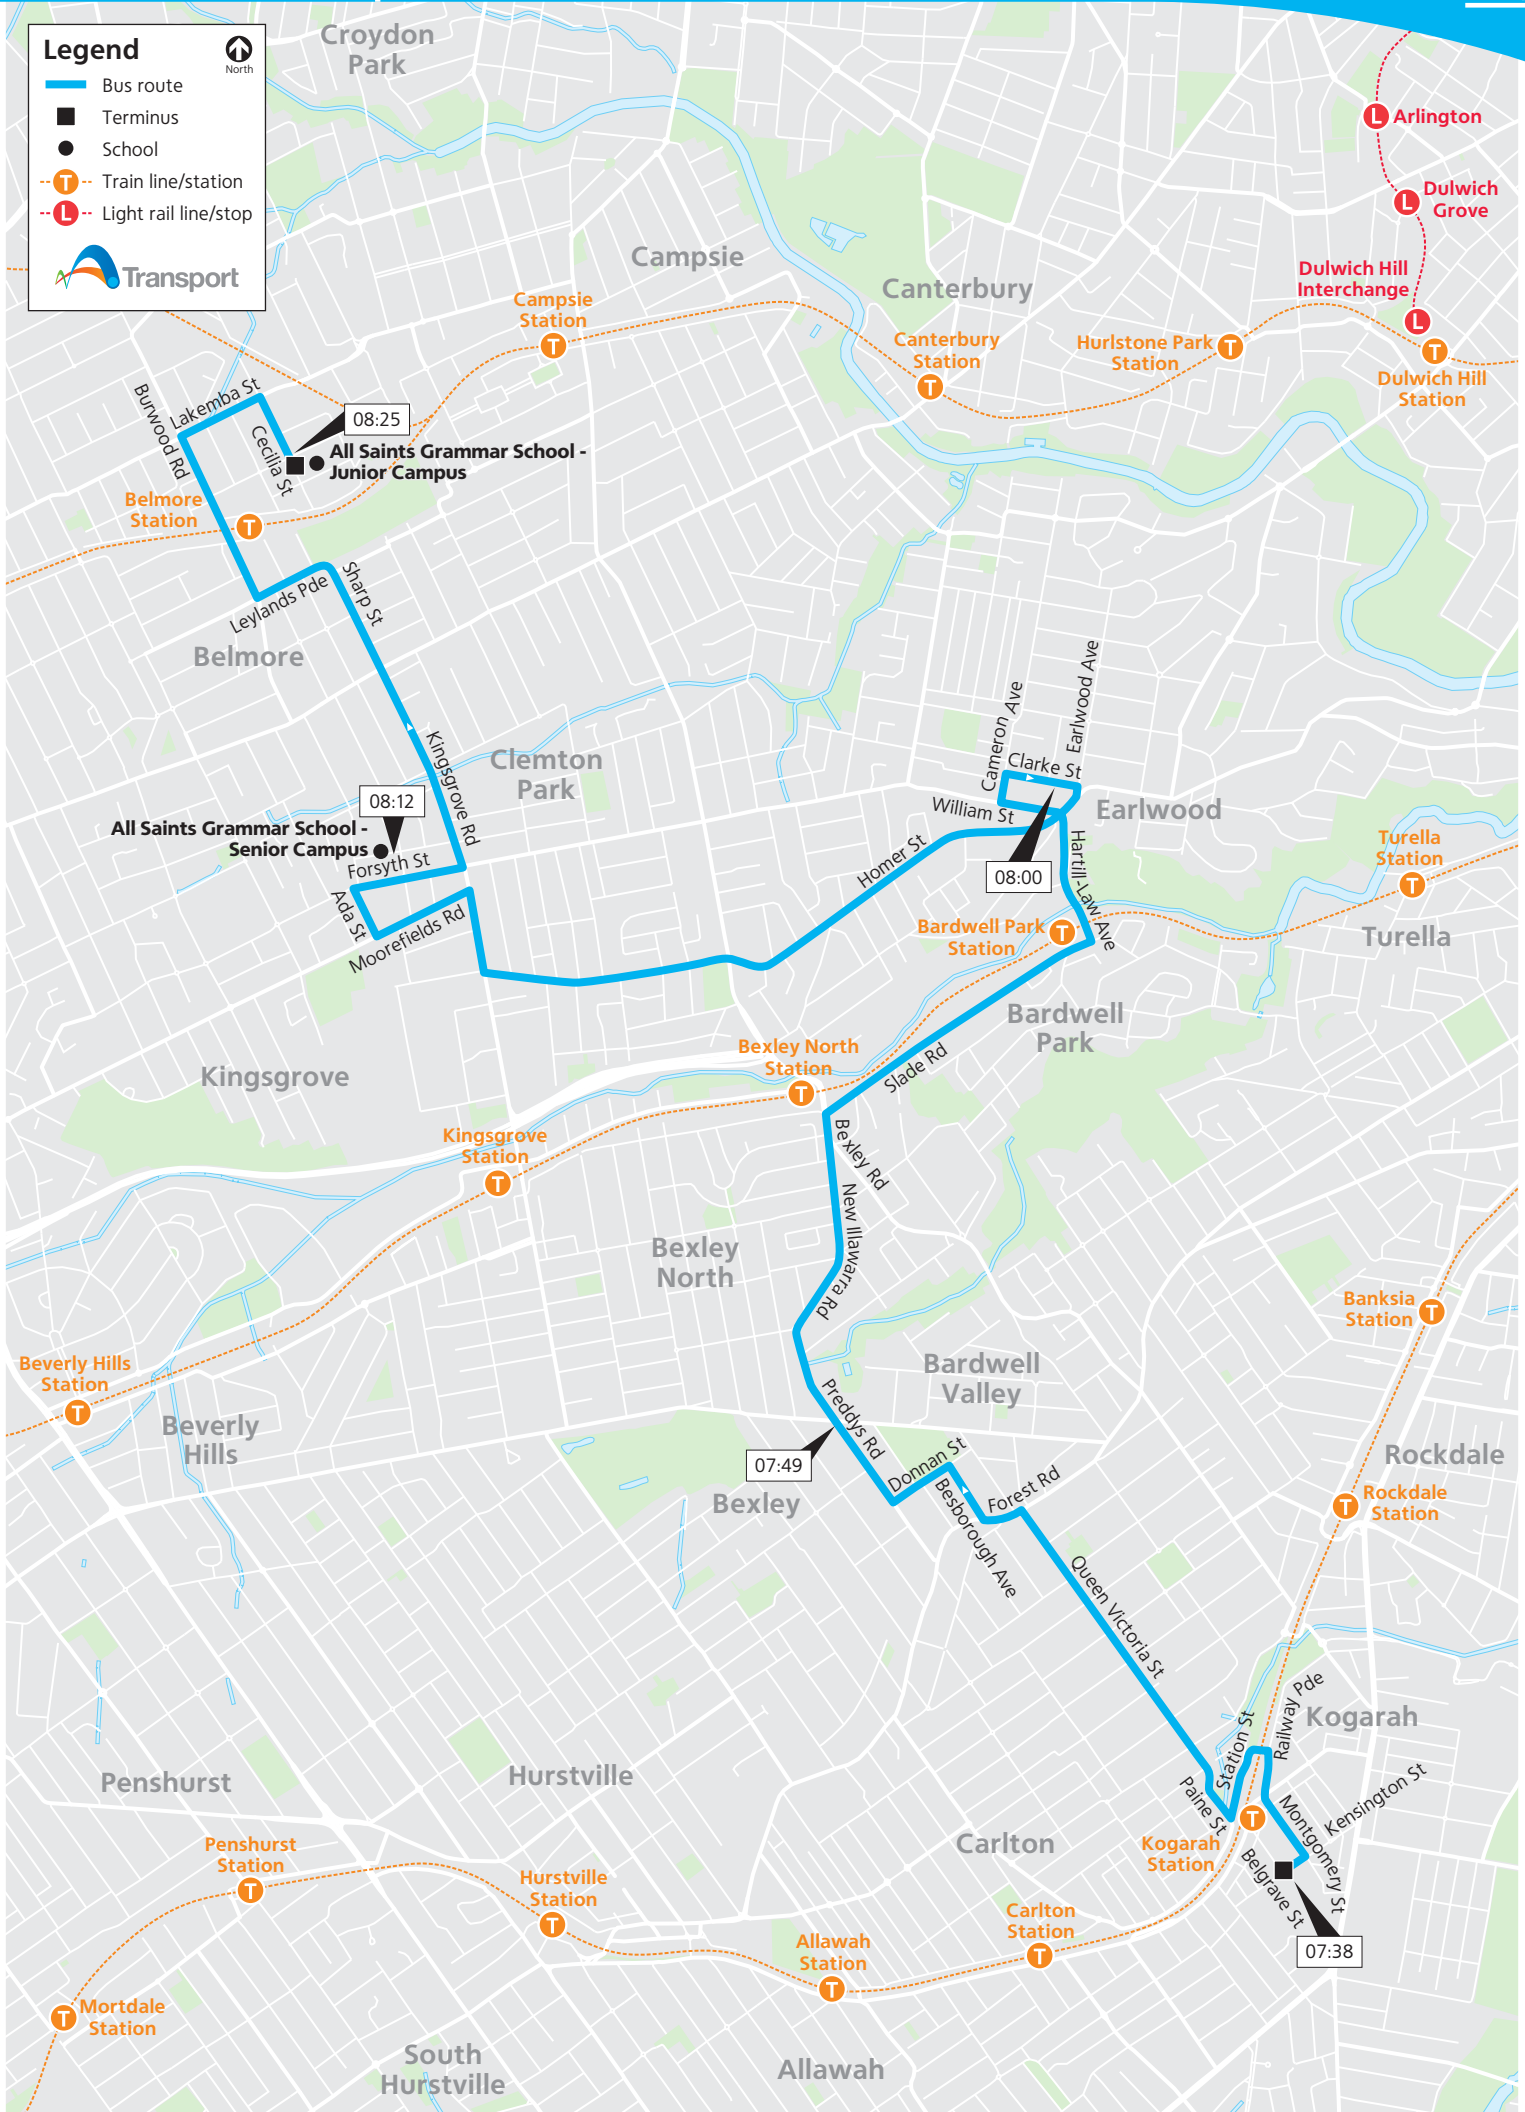 Legend
North
Bus route
Terminus
School
T
Train line/station
L
Light rail line/stop
Transport
Croydon
Park
L
Arlington
L
Dulwich
Grove
Dulwich Hill
Interchange
L
T
Dulwich Hill
Station
Campsie
Canterbury
Campsie
Station
T
Canterbury
Station
T
Hurlstone Park
Station
T
Burwood Rd
Lakemba St
Cecilia St
08:25
All Saints Grammar School -
Junior Campus
Belmore
Station
T
Leylands Pde
Sharp St
Belmore
Kingsgrove Rd
Clemton
Park
08:12
All Saints Grammar School -
Senior Campus
Forsyth St
Ada St
Moorefields Rd
Cameron Ave
Earlwood Ave
Clarke St
William St
Earlwood
Homer St
08:00
Hartill-Law Ave
Turella
Station
T
Turella
Bardwell Park
Station
T
Bardwell
Park
Slade Rd
Bexley North
Station
T
Kingsgrove
Kingsgrove
Station
T
Bexley Rd
New Illawarra Rd
Bexley
North
Banksia
Station
T
Beverly Hills
Station
T
Beverly
Hills
Bardwell
Valley
Preddys Rd
07:49
Donnan St
Bexley
Besborough Ave
Forest Rd
Rockdale
T
Rockdale
Station
Queen Victoria St
Railway Pde
Kogarah
Station St
Paine St
Montgomery St
Kensington St
Kogarah
Station
T
Belgrave St
07:38
Penshurst
Hurstville
Carlton
Penshurst
Station
T
Hurstville
Station
T
Carlton
Station
T
Allawah
Station
T
T
Mortdale
Station
South
Hurstville
Allawah